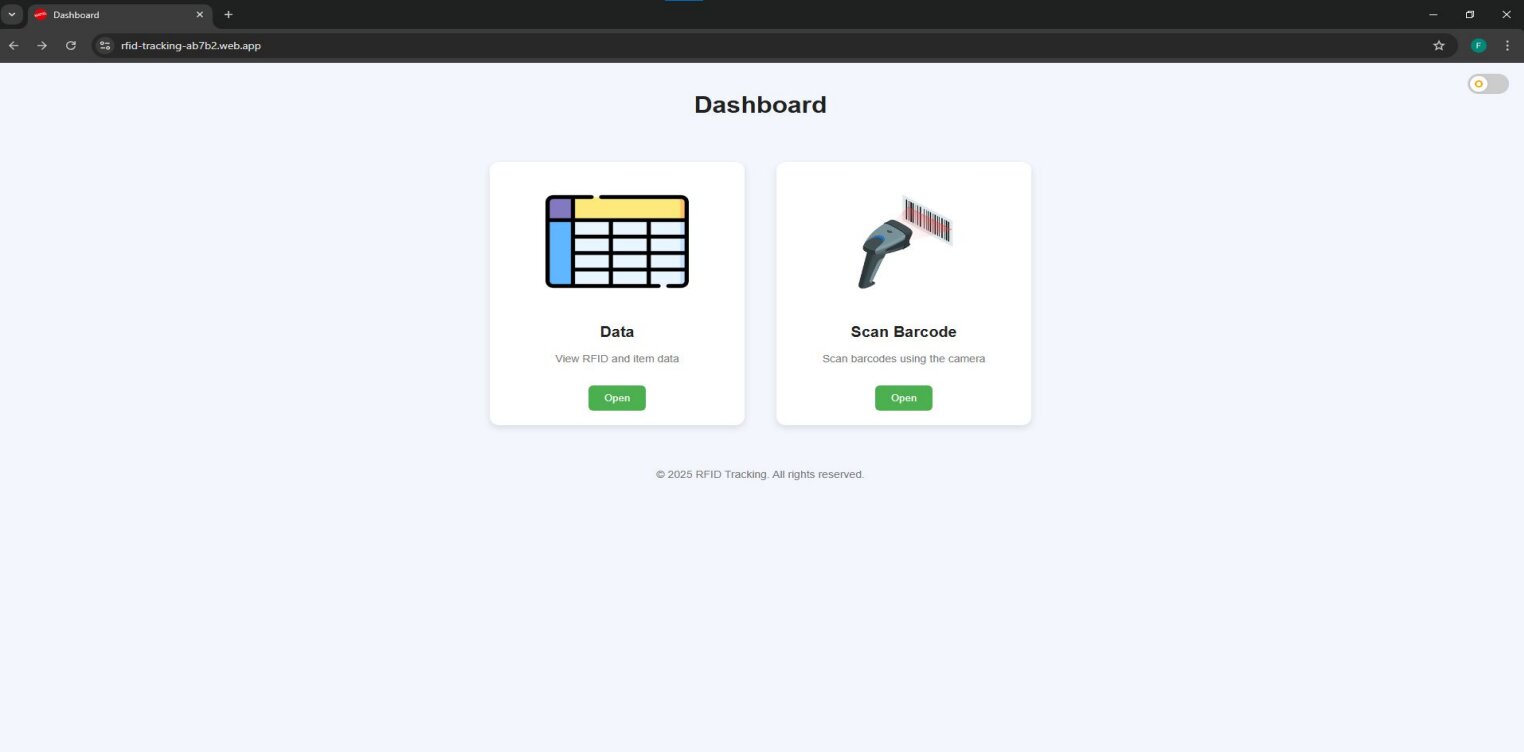 Dashboard
rfid-tracking-ab7b2.web.app
F
Dashboard
Data
View RFID and item data
Open
Scan Barcode
Scan barcodes using the camera
Open
© 2025 RFID Tracking. All rights reserved.